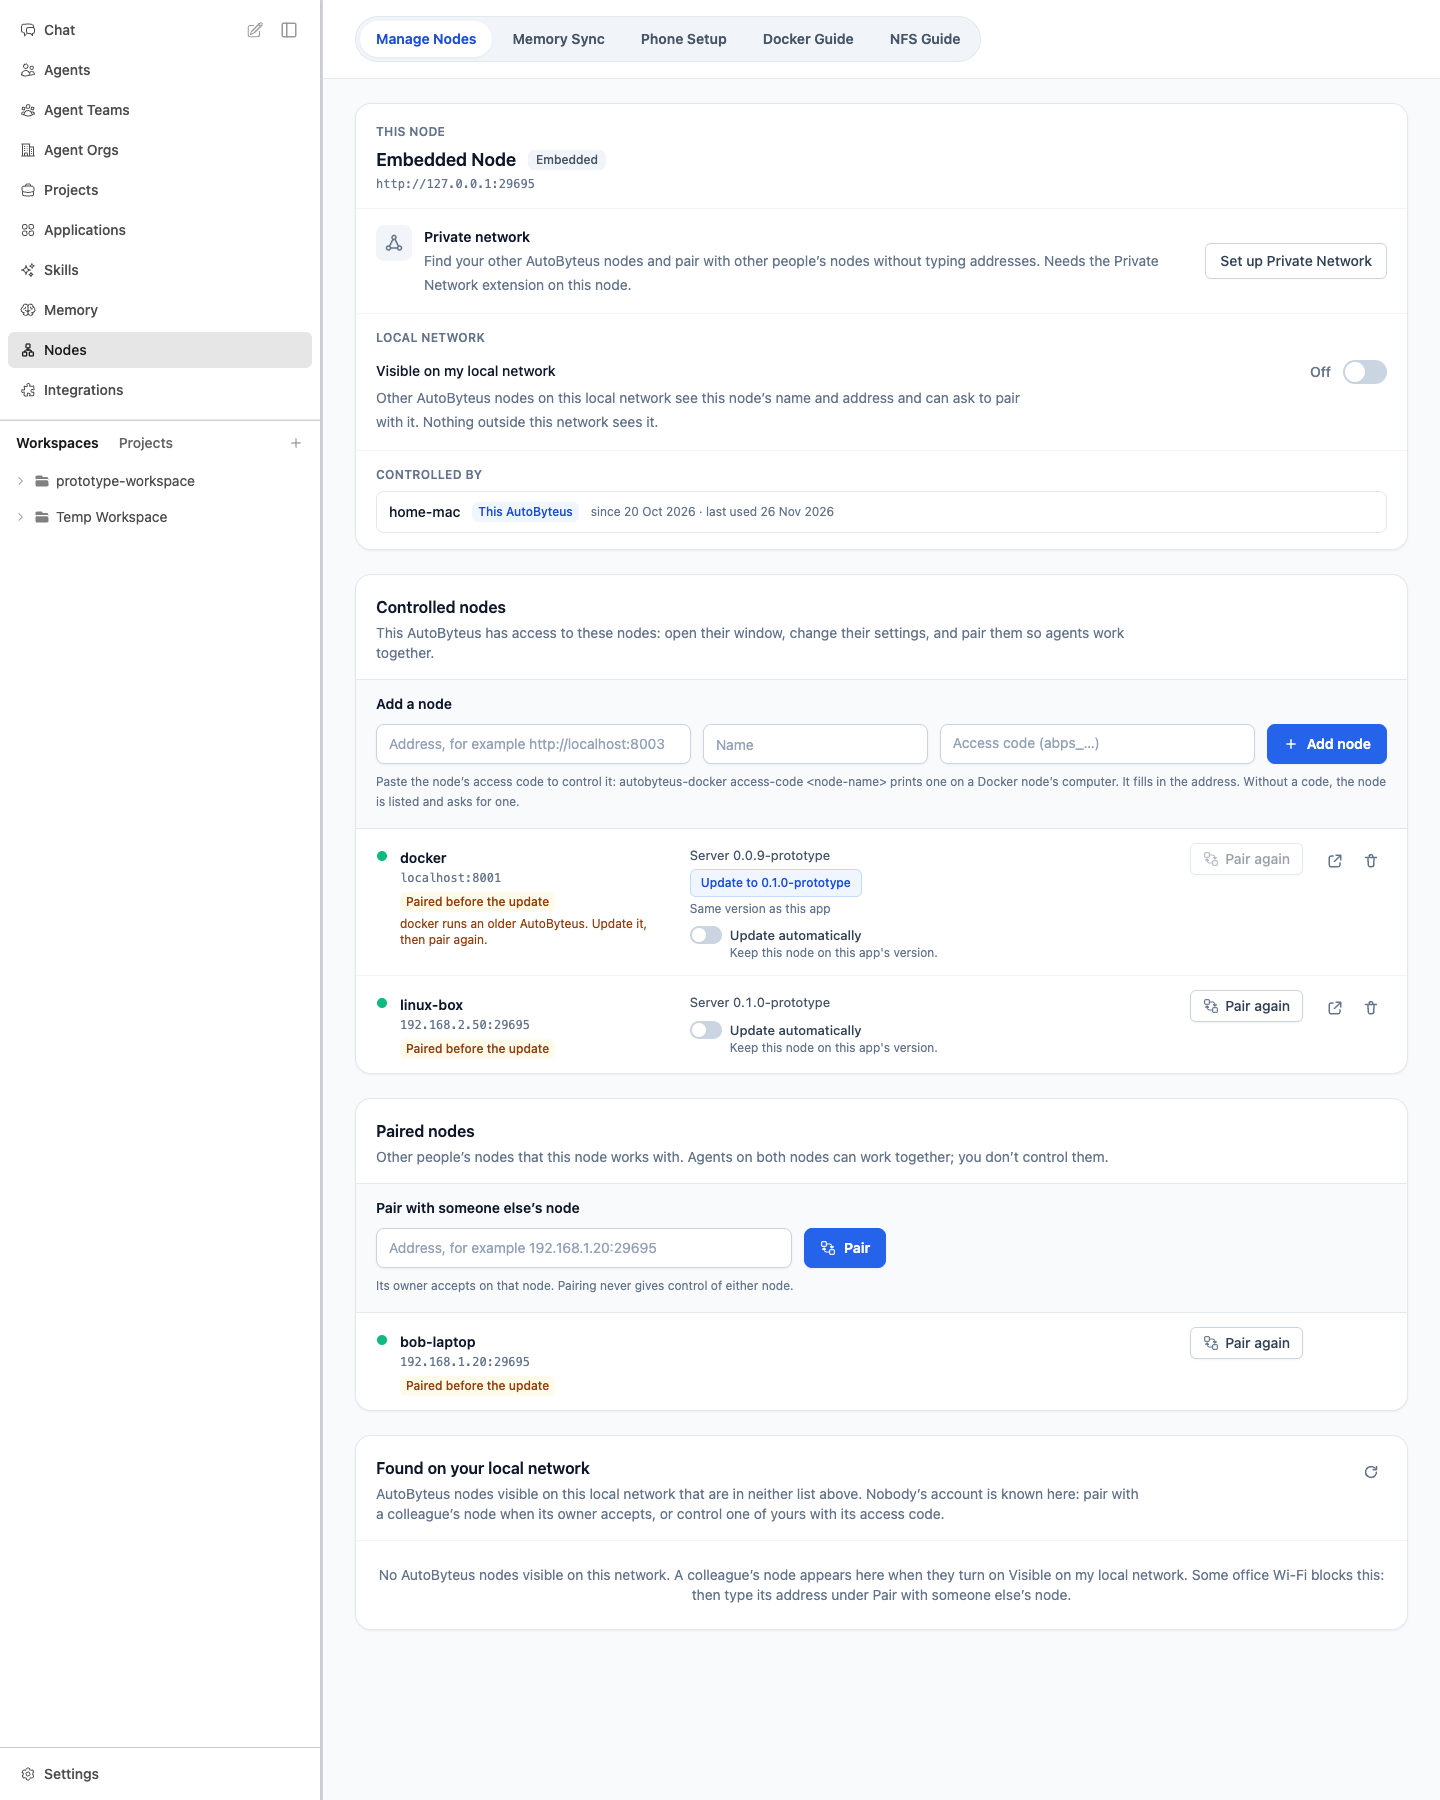 Chat
Agents
Agent Teams
Agent Orgs
Projects
Applications
Skills
Memory
Nodes
Integrations
Workspaces Projects
prototype-workspace
Temp Workspace
Settings
Manage Nodes Memory Sync Phone Setup Docker Guide NFS Guide
THIS NODE
Embedded Node Embedded
http://127.0.0.1:29695
Private network
Find your other AutoByteus nodes and pair with other people’s nodes without typing addresses. Needs the Private
Network extension on this node.
Set up Private Network
LOCAL NETWORK
Visible on my local network
Off
Other AutoByteus nodes on this local network see this node’s name and address and can ask to pair
with it. Nothing outside this network sees it.
CONTROLLED BY
home-mac This AutoByteus since 20 Oct 2026 · last used 26 Nov 2026
Controlled nodes
This AutoByteus has access to these nodes: open their window, change their settings, and pair them so agents work
together.
Add a node
Address, for example http://localhost:8003 Name Access code (abps_…) Add node
Paste the node’s access code to control it: autobyteus-docker access-code <node-name> prints one on a Docker node’s computer. It fills in the address. Without a code, the node
is listed and asks for one.
docker
localhost:8001
Paired before the update
docker runs an older AutoByteus. Update it,
then pair again.
Server 0.0.9-prototype
Update to 0.1.0-prototype
Same version as this app
Update automatically
Keep this node on this app's version.
Pair again
linux-box
192.168.2.50:29695
Paired before the update
Server 0.1.0-prototype
Update automatically
Keep this node on this app's version.
Pair again
Paired nodes
Other people’s nodes that this node works with. Agents on both nodes can work together; you don’t control them.
Pair with someone else’s node
Address, for example 192.168.1.20:29695 Pair
Its owner accepts on that node. Pairing never gives control of either node.
bob-laptop
192.168.1.20:29695
Paired before the update
Pair again
Found on your local network
AutoByteus nodes visible on this local network that are in neither list above. Nobody’s account is known here: pair with
a colleague’s node when its owner accepts, or control one of yours with its access code.
No AutoByteus nodes visible on this network. A colleague’s node appears here when they turn on Visible on my local network. Some office Wi-Fi blocks this:
then type its address under Pair with someone else’s node.